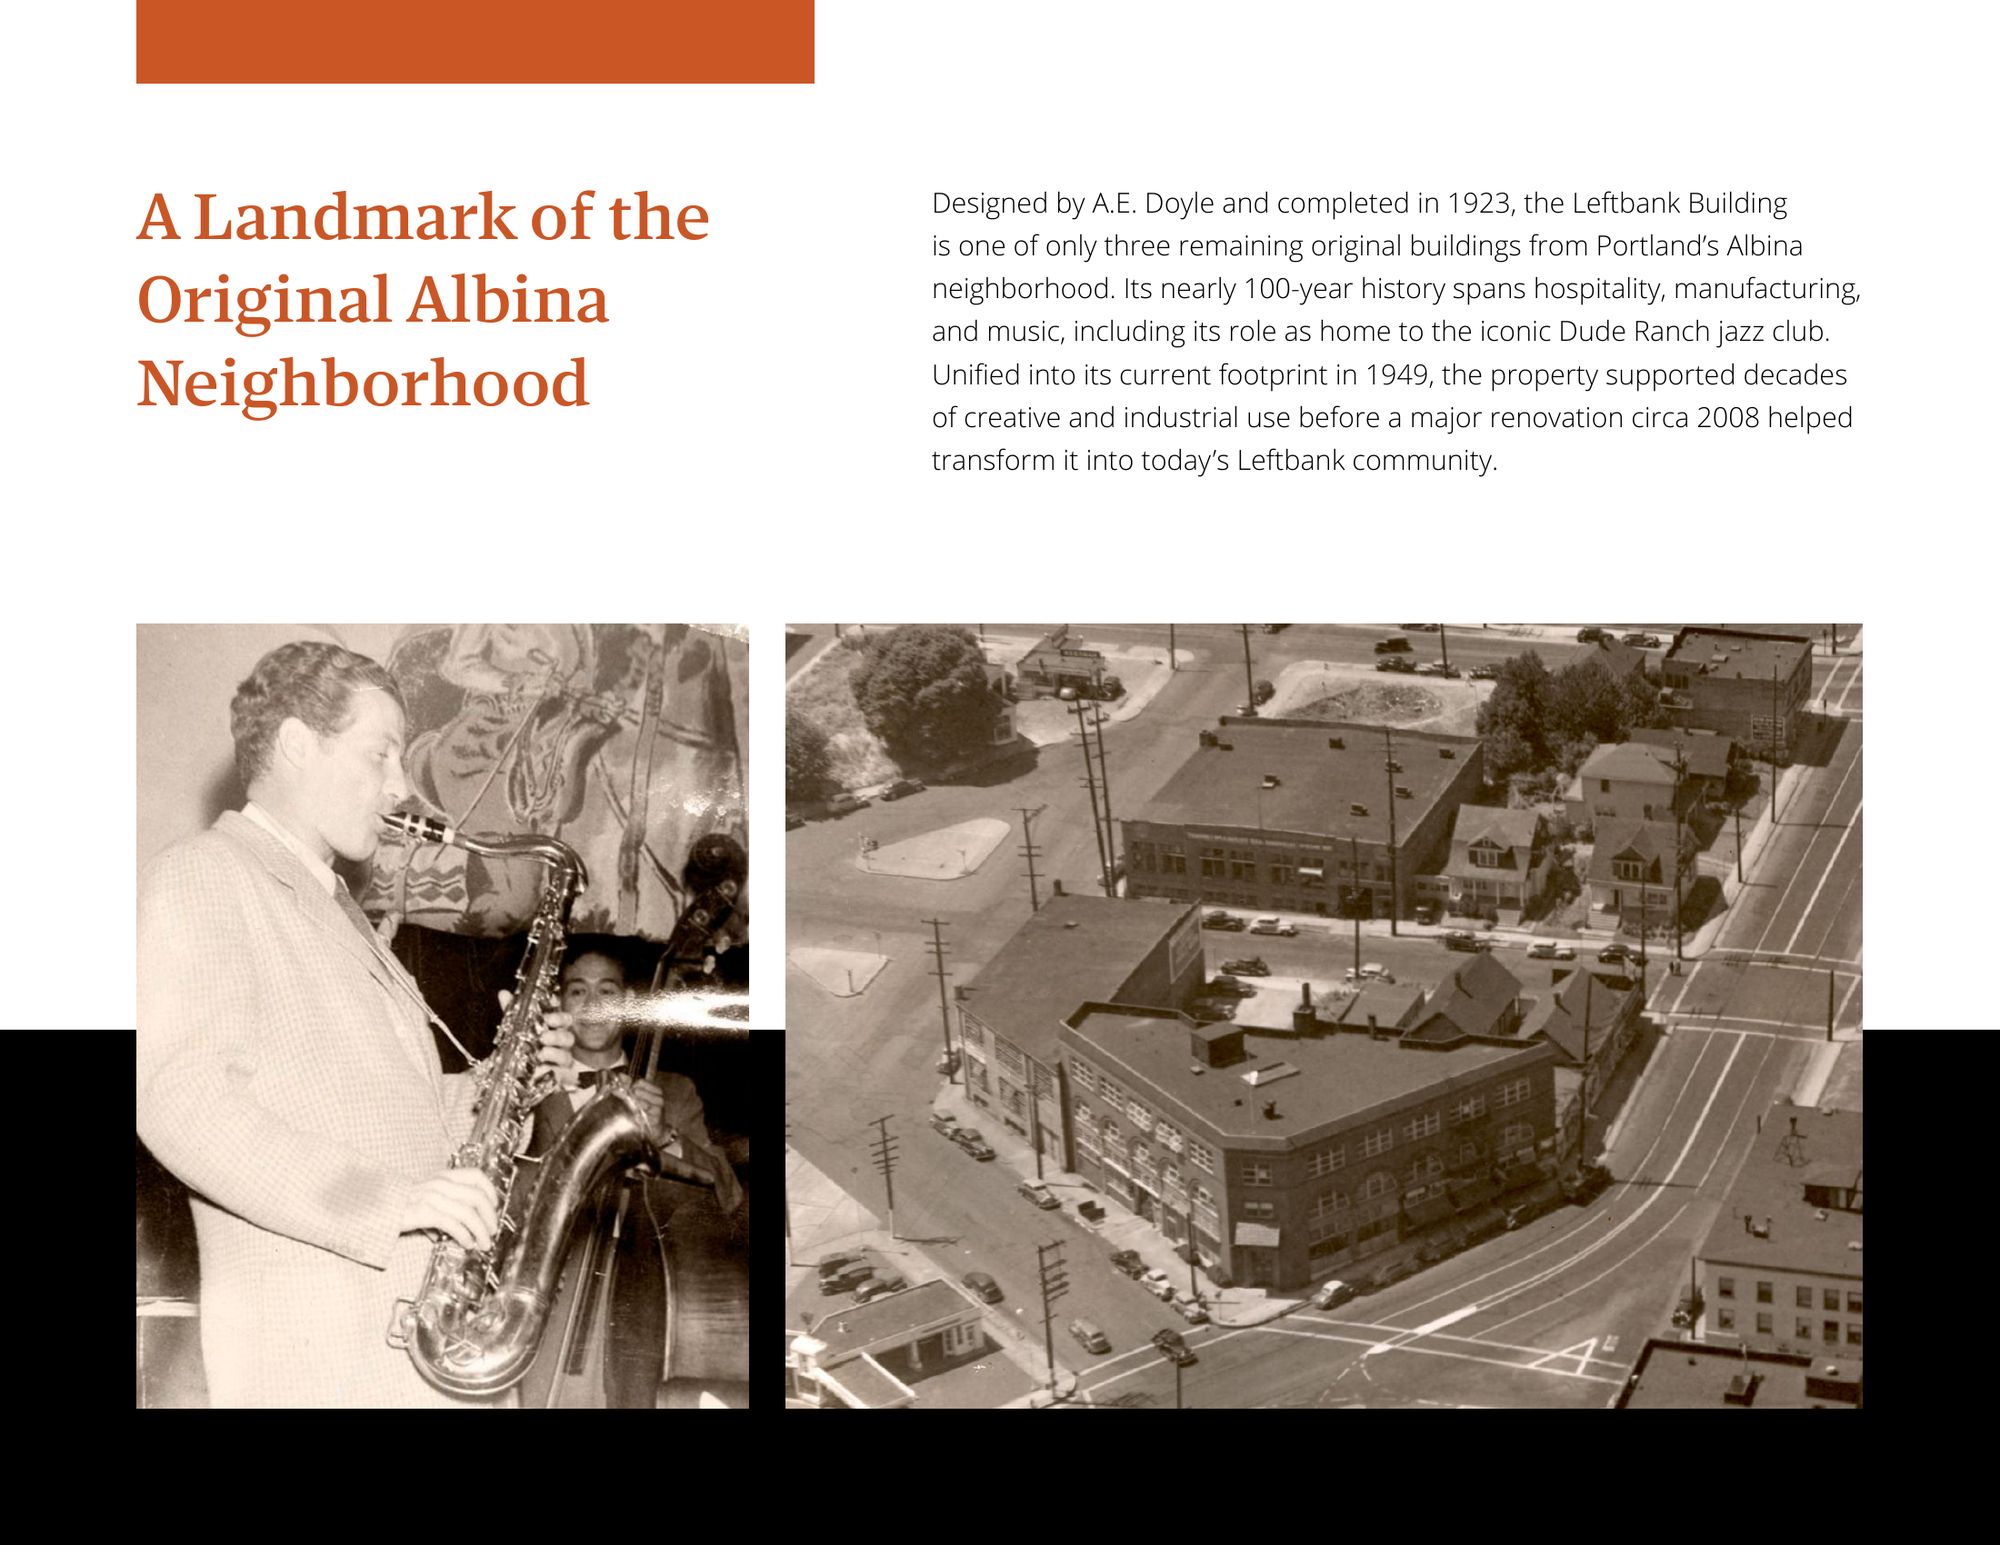 A Landmark of the
Original Albina
Neighborhood
Designed by A.E. Doyle and completed in 1923, the Leftbank Building
is one of only three remaining original buildings from Portland’s Albina
neighborhood. Its nearly 100-year history spans hospitality, manufacturing,
and music, including its role as home to the iconic Dude Ranch jazz club.
Unified into its current footprint in 1949, the property supported decades
of creative and industrial use before a major renovation circa 2008 helped
transform it into today’s Leftbank community.